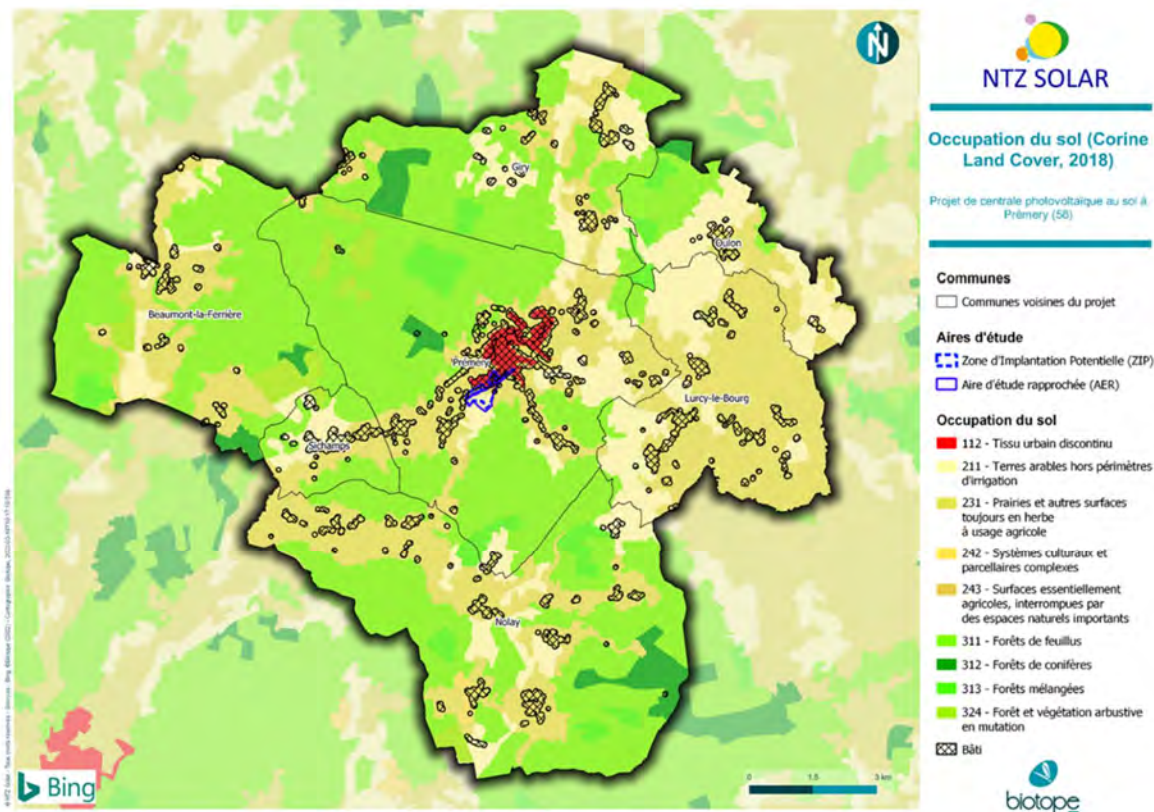 N
NTZ SOLAR
Occupation du sol (Corine
Land Cover, 2018)
Projet de centrale photovoltaïque au sol à
Prémery (58)
Communes
Communes voisines du projet
Aires d'étude
Zone d'Implantation Potentielle (ZIP)
Aire d'étude rapprochée (AER)
Occupation du sol
112 - Tissu urbain discontinu
211 - Terres arables hors périmètres
d'irrigation
231 - Prairies et autres surfaces
toujours en herbe
à usage agricole
242 - Systèmes culturaux et
parcellaires complexes
243 - Surfaces essentiellement
agricoles, interrompues par
des espaces naturels importants
311 - Forêts de feuillus
312 - Forêts de conifères
313 - Forêts mélangées
324 - Forêt et végétation arbustive
en mutation
Bâti
biotope
Giry
Oulon
Beaumont-la-Ferrière
Prémery
Lurcy-le-Bourg
Sichamps
Nolay
0
1.5
3 km
Bing